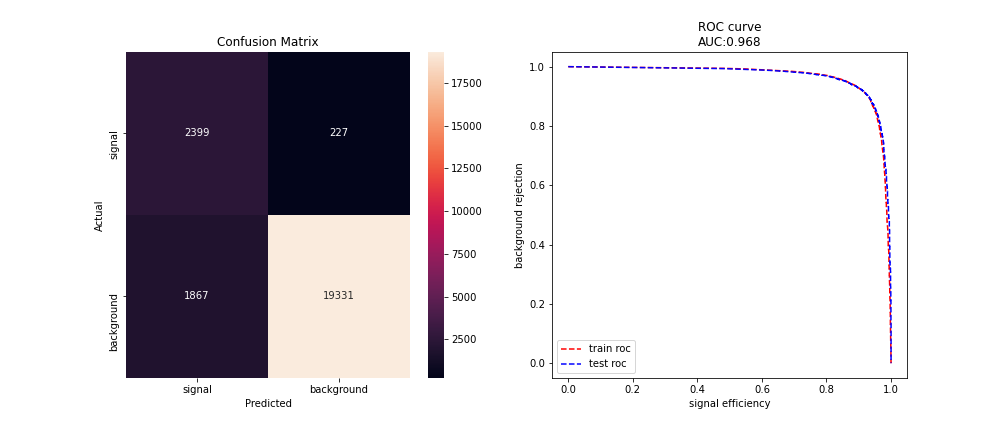 Confusion Matrix
signal
background
Actual
2399
227
1867
19331
signal
background
Predicted
17500
15000
12500
10000
7500
5000
2500
ROC curve
AUC:0.968
background rejection
1.0
0.8
0.6
0.4
0.2
0.0
train roc
test roc
0.0 0.2 0.4 0.6 0.8 1.0
signal efficiency